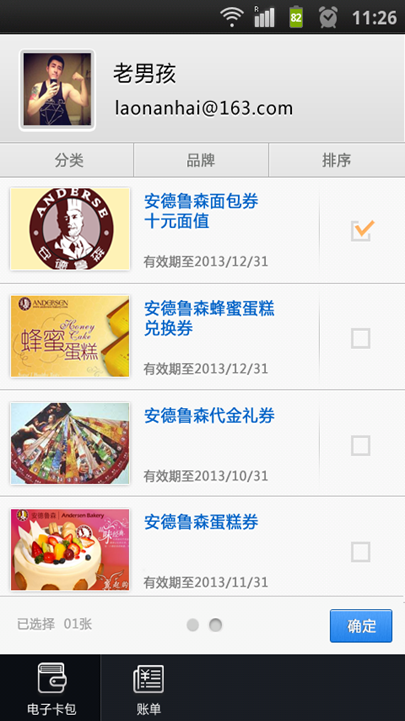 R
82
11:26
老男孩
laonanhai@163.com
分类
品牌
排序
ANDERSE
安德鲁森
安德鲁森面包券
十元面值
有效期至2013/12/31
ANDERSEN
Honey
Cake
蜂蜜
蛋糕
安德鲁森蜂蜜蛋糕
兑换券
有效期至2013/12/31
安德鲁森代金礼券
有效期至2013/10/31
安德鲁森 Andersen Bakery
安德鲁森蛋糕券
有效期至2013/11/31
已选择 01张
确定
电子卡包
账单